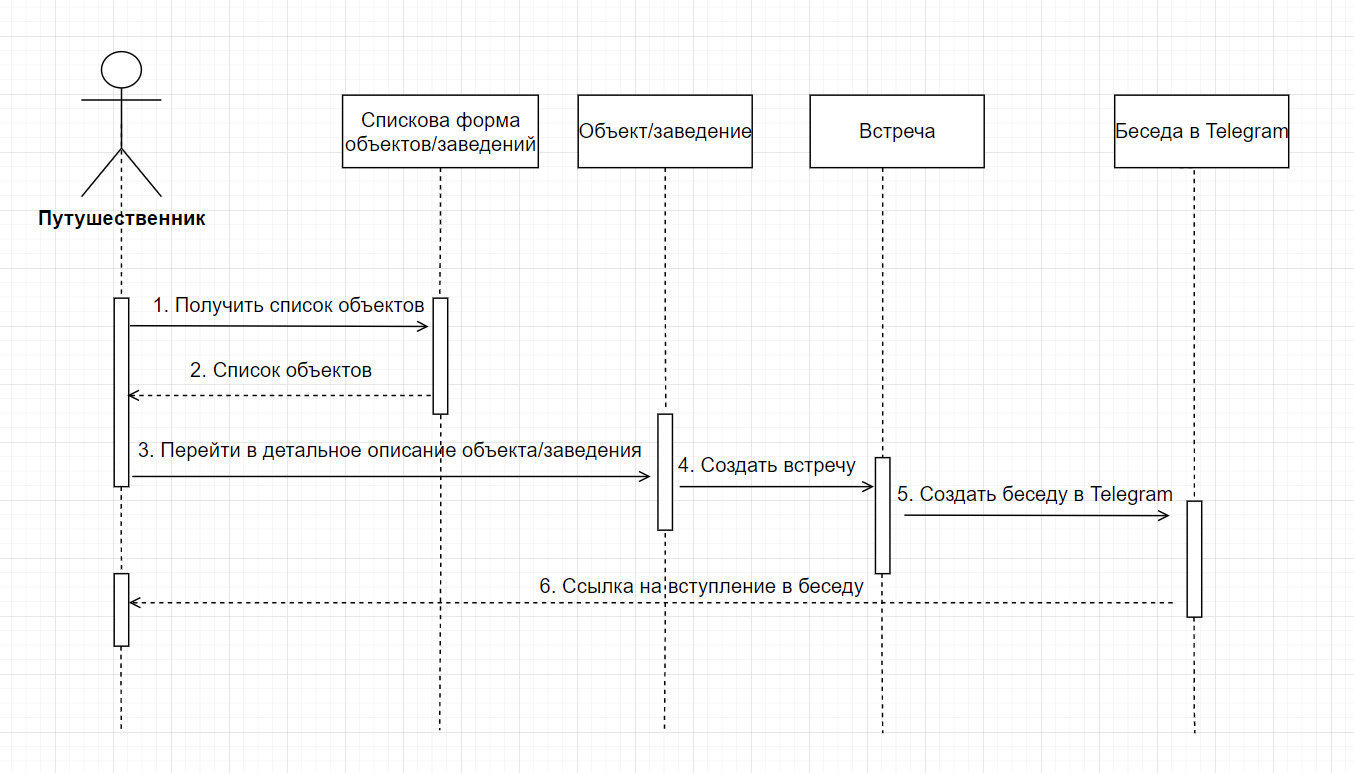 Спискова форма
объектов/заведений
Объект/заведение
Встреча
Беседа в Telegram
Путушественник
1. Получить список объектов
2. Список объектов
3. Перейти в детальное описание объекта/заведения
4. Создать встречу
5. Создать беседу в Telegram
6. Ссылка на вступление в беседу